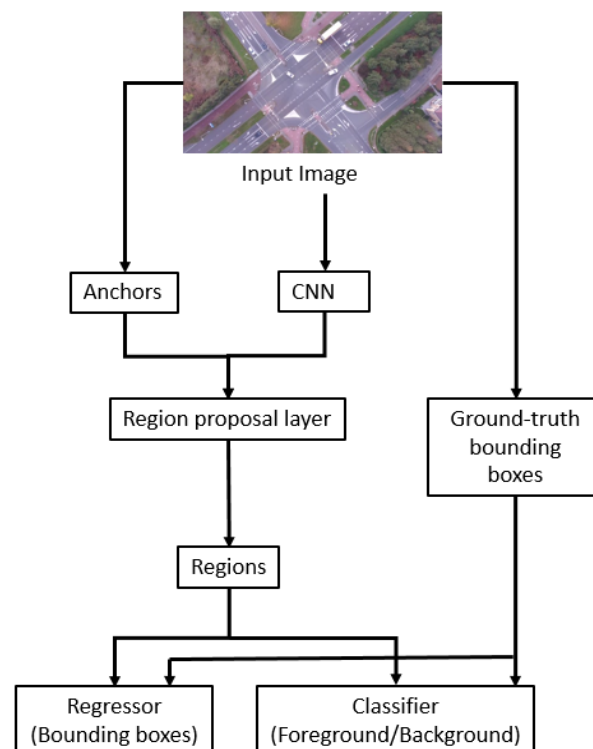 Input Image
Anchors
CNN
Region proposal layer
Ground-truth
bounding
boxes
Regions
Regressor
(Bounding boxes)
Classifier
(Foreground/Background)